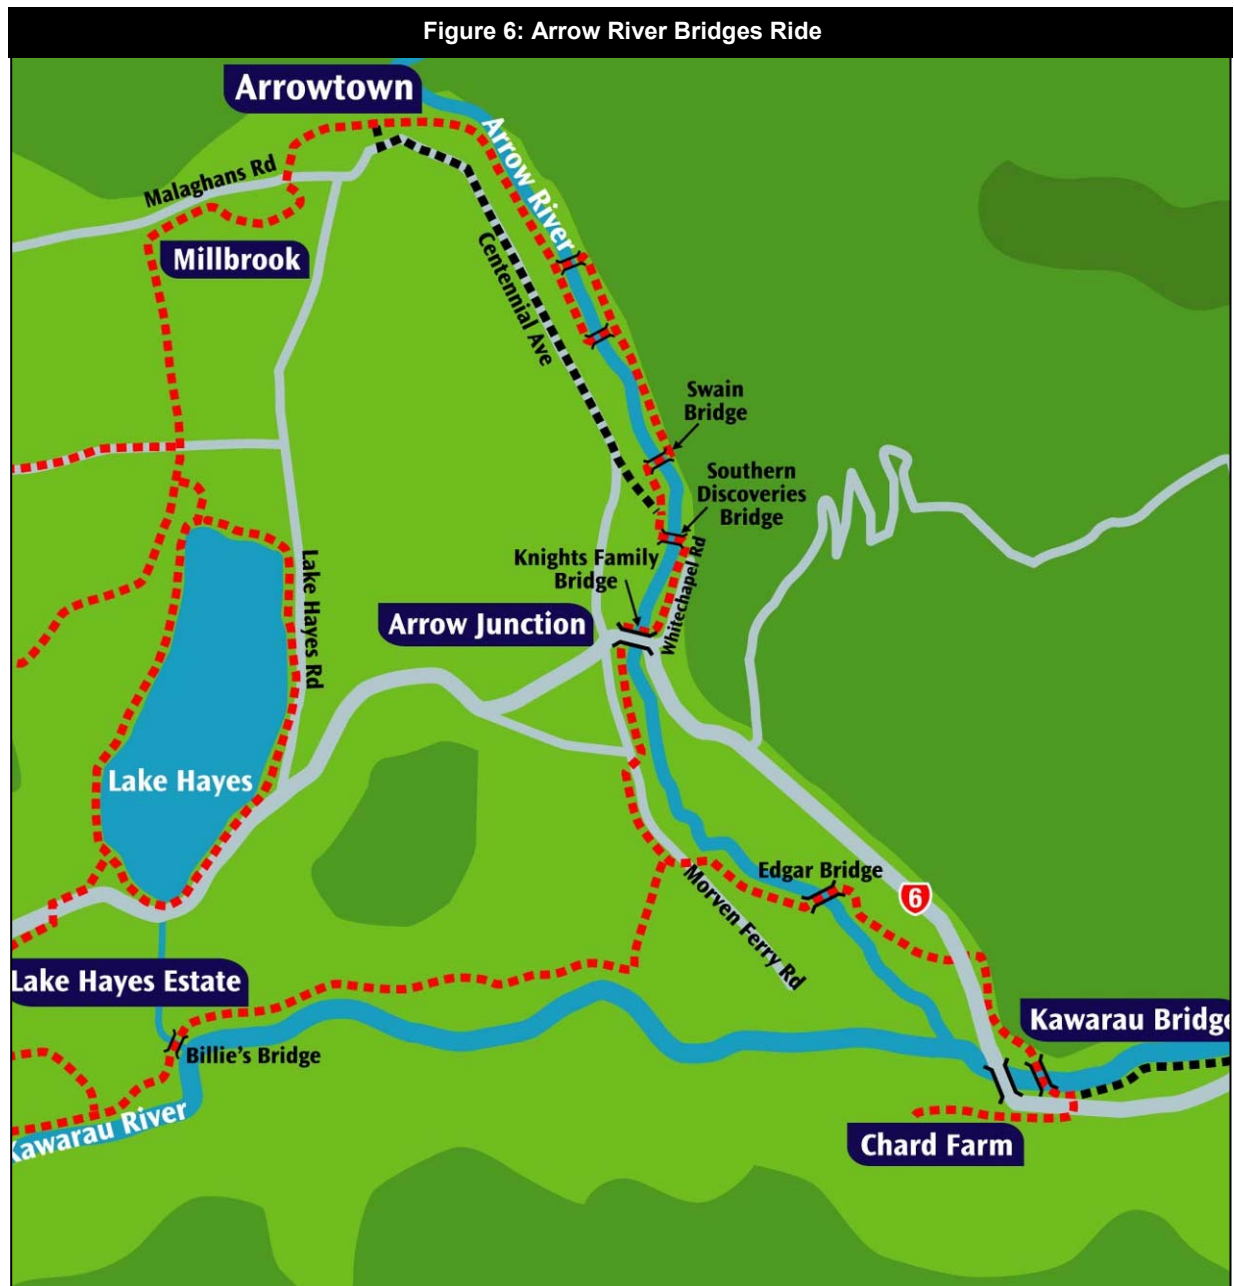 Figure 6: Arrow River Bridges Ride
Arrowtown
Arrow River
Malaghans Rd
Millbrook
Centennial Ave
Swain
Bridge
Southern
Discoveries
Bridge
Knights Family
Bridge
Whitechapel Rd
Lake Hayes Rd
Arrow Junction
Lake Hayes
Edgar Bridge
6
Morven Ferry Rd
Lake Hayes Estate
Kawarau Bridge
Billie's Bridge
Kawarau River
Chard Farm